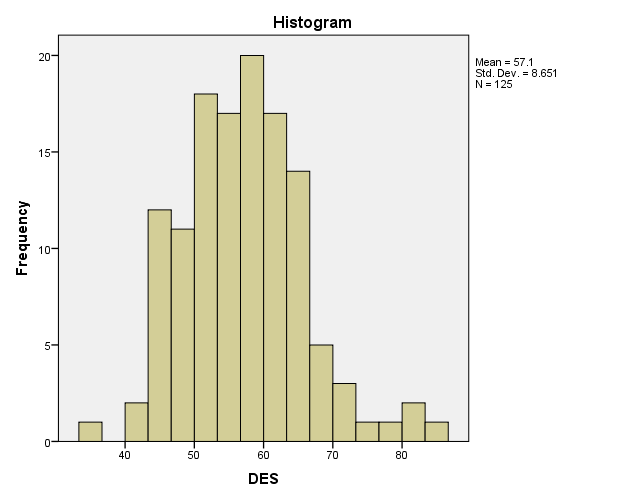 Histogram
Mean = 57.1
Std. Dev. = 8.651
N = 125
20
15
10
5
0
Frequency
40 50 60 70 80
DES